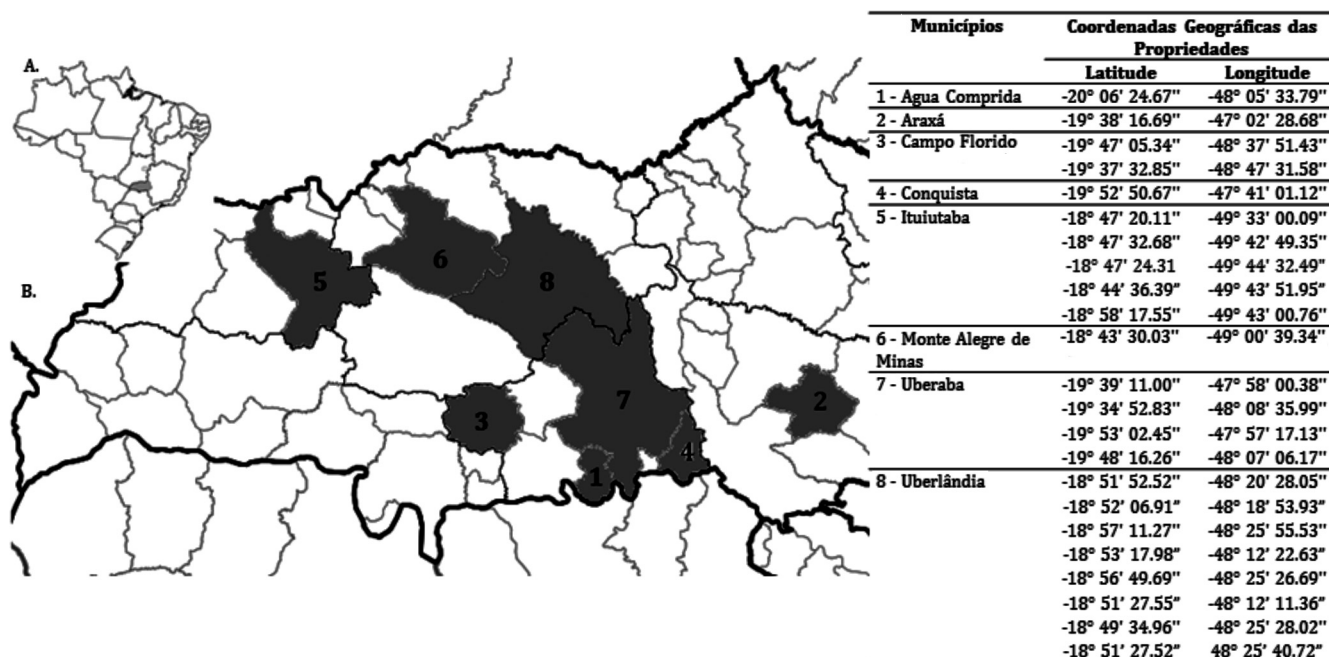 A.
B.
5
6
8
7
3
2
4
1
Municípios Coordenadas Geográficas das
Propriedades
Latitude Longitude
1 - Agua Comprida -20° 06' 24.67" -48° 05' 33.79"
2 - Araxá -19° 38' 16.69" -47° 02' 28.68"
3 - Campo Florido -19° 47' 05.34" -48° 37' 51.43"
-19° 37' 32.85" -48° 47' 31.58"
4 - Conquista -19° 52' 50.67" -47° 41' 01.12"
5 - Ituiutaba -18° 47' 20.11" -49° 33' 00.09"
-18° 47' 32.68" -49° 42' 49.35"
-18° 47' 24.31 -49° 44' 32.49"
-18° 44' 36.39" -49° 43' 51.95"
-18° 58' 17.55" -49° 43' 00.76"
6 - Monte Alegre de -18° 43' 30.03" -49° 00' 39.34"
Minas
7 - Uberaba -19° 39' 11.00" -47° 58' 00.38"
-19° 34' 52.83" -48° 08' 35.99"
-19° 53' 02.45" -47° 57' 17.13"
-19° 48' 16.26" -48° 07' 06.17"
8 - Uberlândia -18° 51' 52.52" -48° 20' 28.05"
-18° 52' 06.91" -48° 18' 53.93"
-18° 57' 11.27" -48° 25' 55.53"
-18° 53' 17.98" -48° 12' 22.63"
-18° 56' 49.69" -48° 25' 26.69"
-18° 51' 27.55" -48° 12' 11.36"
-18° 49' 34.96" -48° 25' 28.02"
-18° 51' 27.52" 48° 25' 40.72"